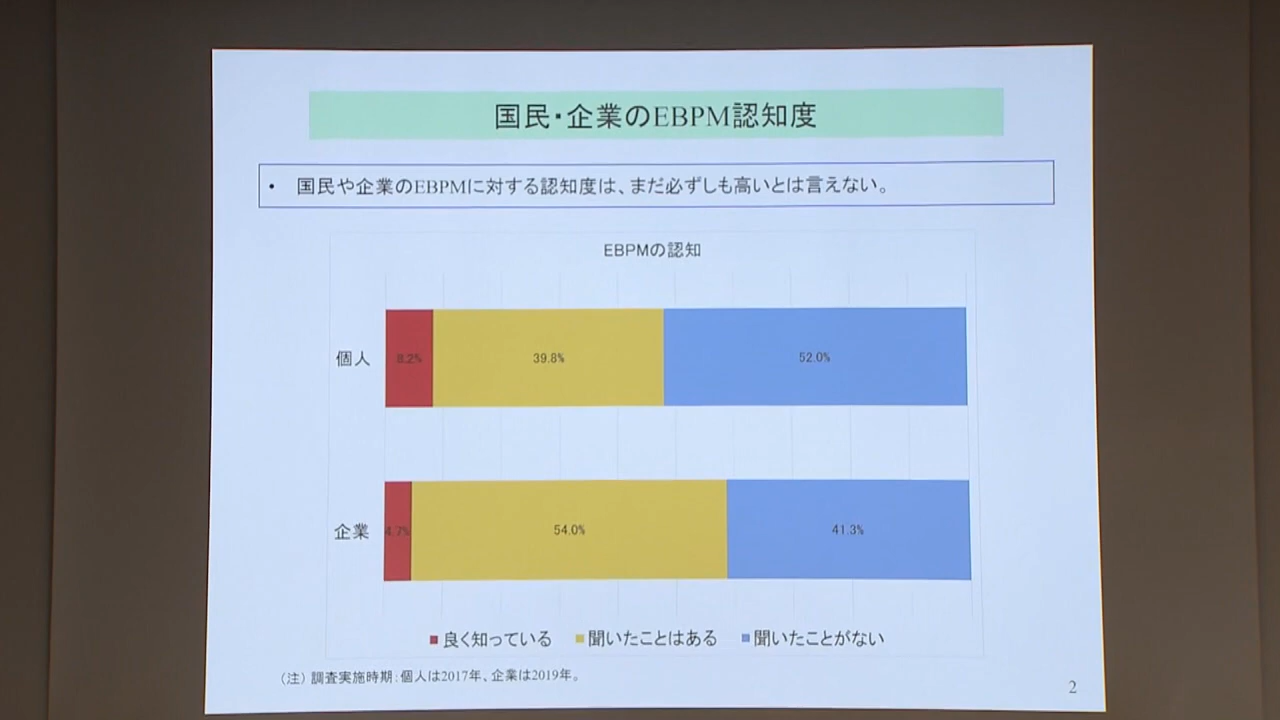 国民・企業のEBPM認知度
• 国民や企業のEBPMに対する認知度は、まだ必ずしも高いとは言えない。
EBPMの認知
個人 8.2% 39.8% 52.0%
企業 4.7% 54.0% 41.3%
良く知っている 聞いたことはある 聞いたことがない
（注）調査実施時期：個人は2017年、企業は2019年。
2